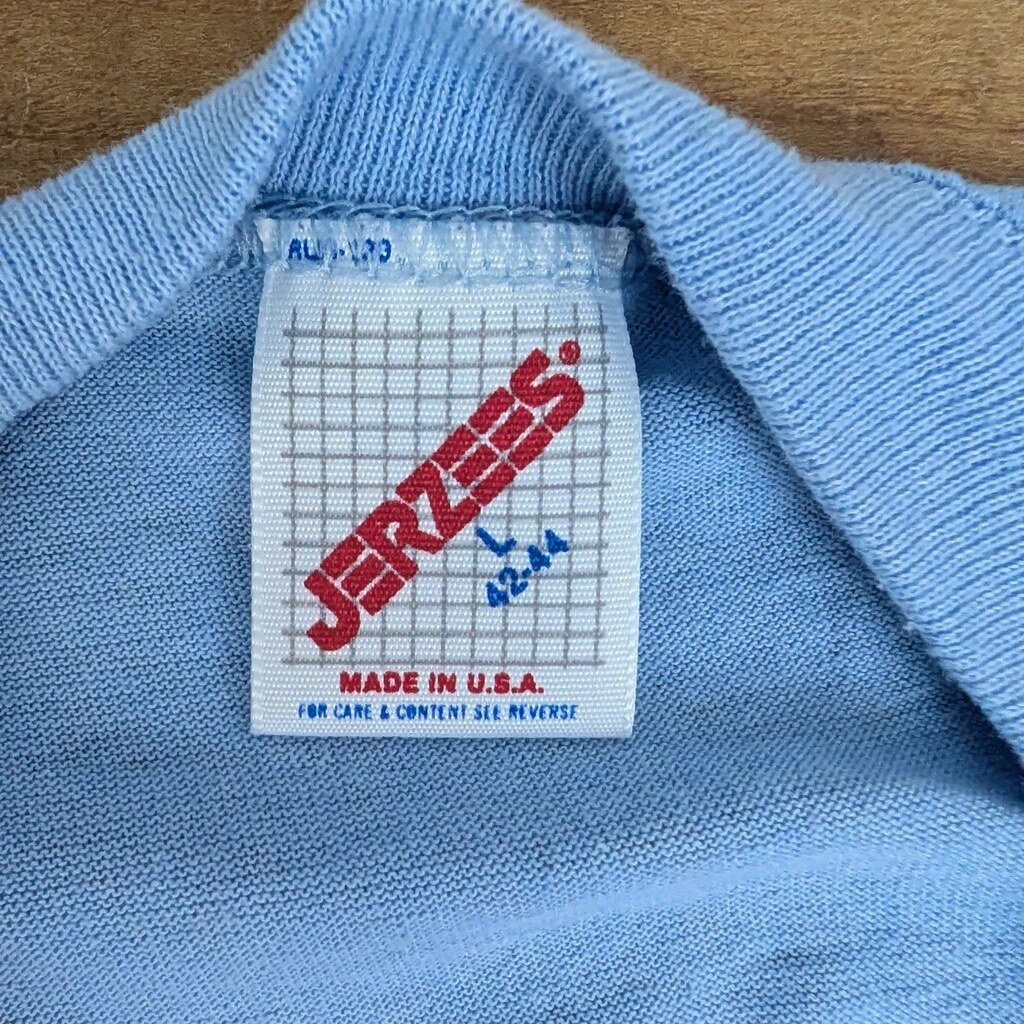 JERZEES
L
42-44
MADE IN U.S.A.
FOR CARE & CONTENT SEE REVERSE